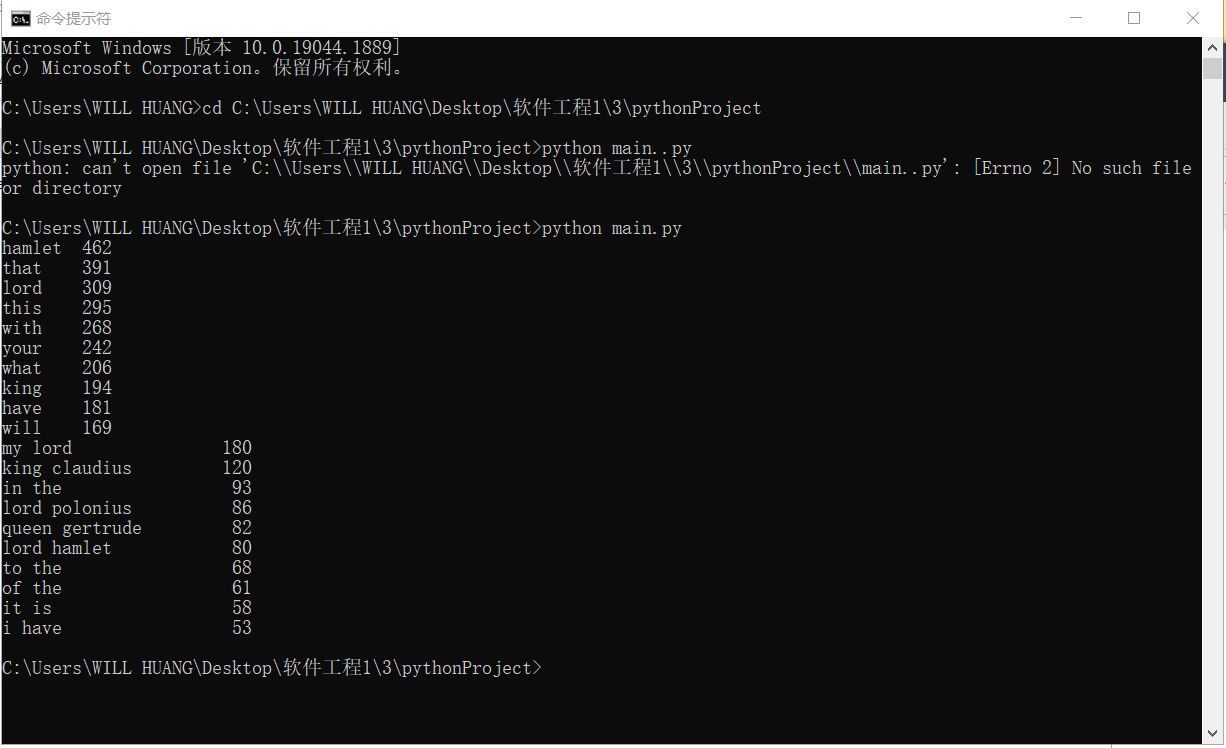 命令提示符
Microsoft Windows [版本 10.0.19044.1889]
(c) Microsoft Corporation。保留所有权利。
C:\Users\WILL HUANG>cd C:\Users\WILL HUANG\Desktop\软件工程1\3\pythonProject
C:\Users\WILL HUANG\Desktop\软件工程1\3\pythonProject>python main..py
python: can't open file 'C:\\Users\\WILL HUANG\\Desktop\\软件工程1\\3\\pythonProject\\main..py': [Errno 2] No such file
or directory
C:\Users\WILL HUANG\Desktop\软件工程1\3\pythonProject>python main.py
hamlet  462
that    391
lord    309
this    295
with    268
your    242
what    206
king    194
have    181
will    169
my lord               180
king claudius         120
in the                 93
lord polonius          86
queen gertrude         82
lord hamlet            80
to the                 68
of the                 61
it is                  58
i have                 53
C:\Users\WILL HUANG\Desktop\软件工程1\3\pythonProject>